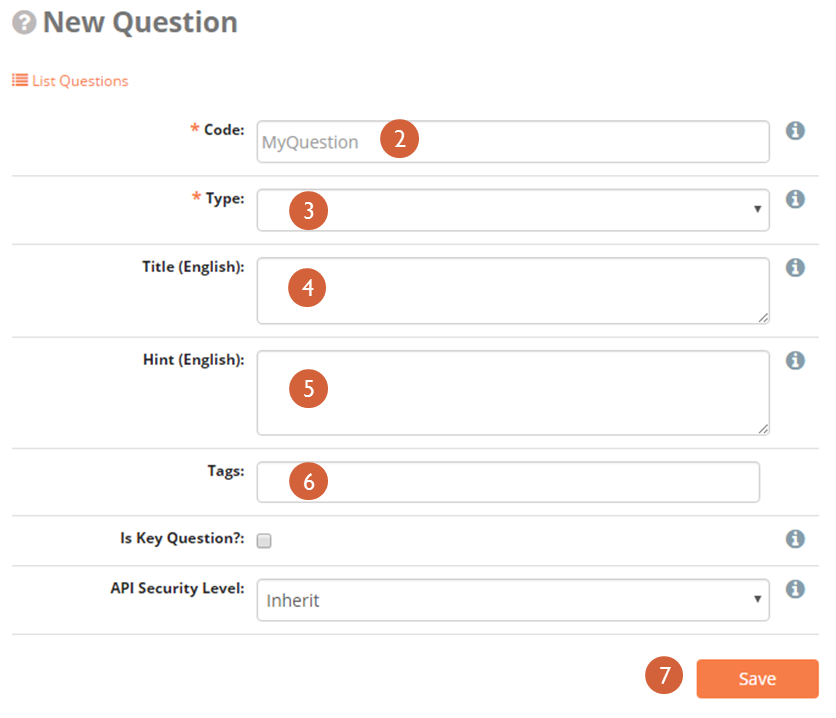 New Question
List Questions
* Code: MyQuestion 2
* Type: 3
Title (English): 4
Hint (English): 5
Tags: 6
Is Key Question?:
API Security Level: Inherit
7 Save